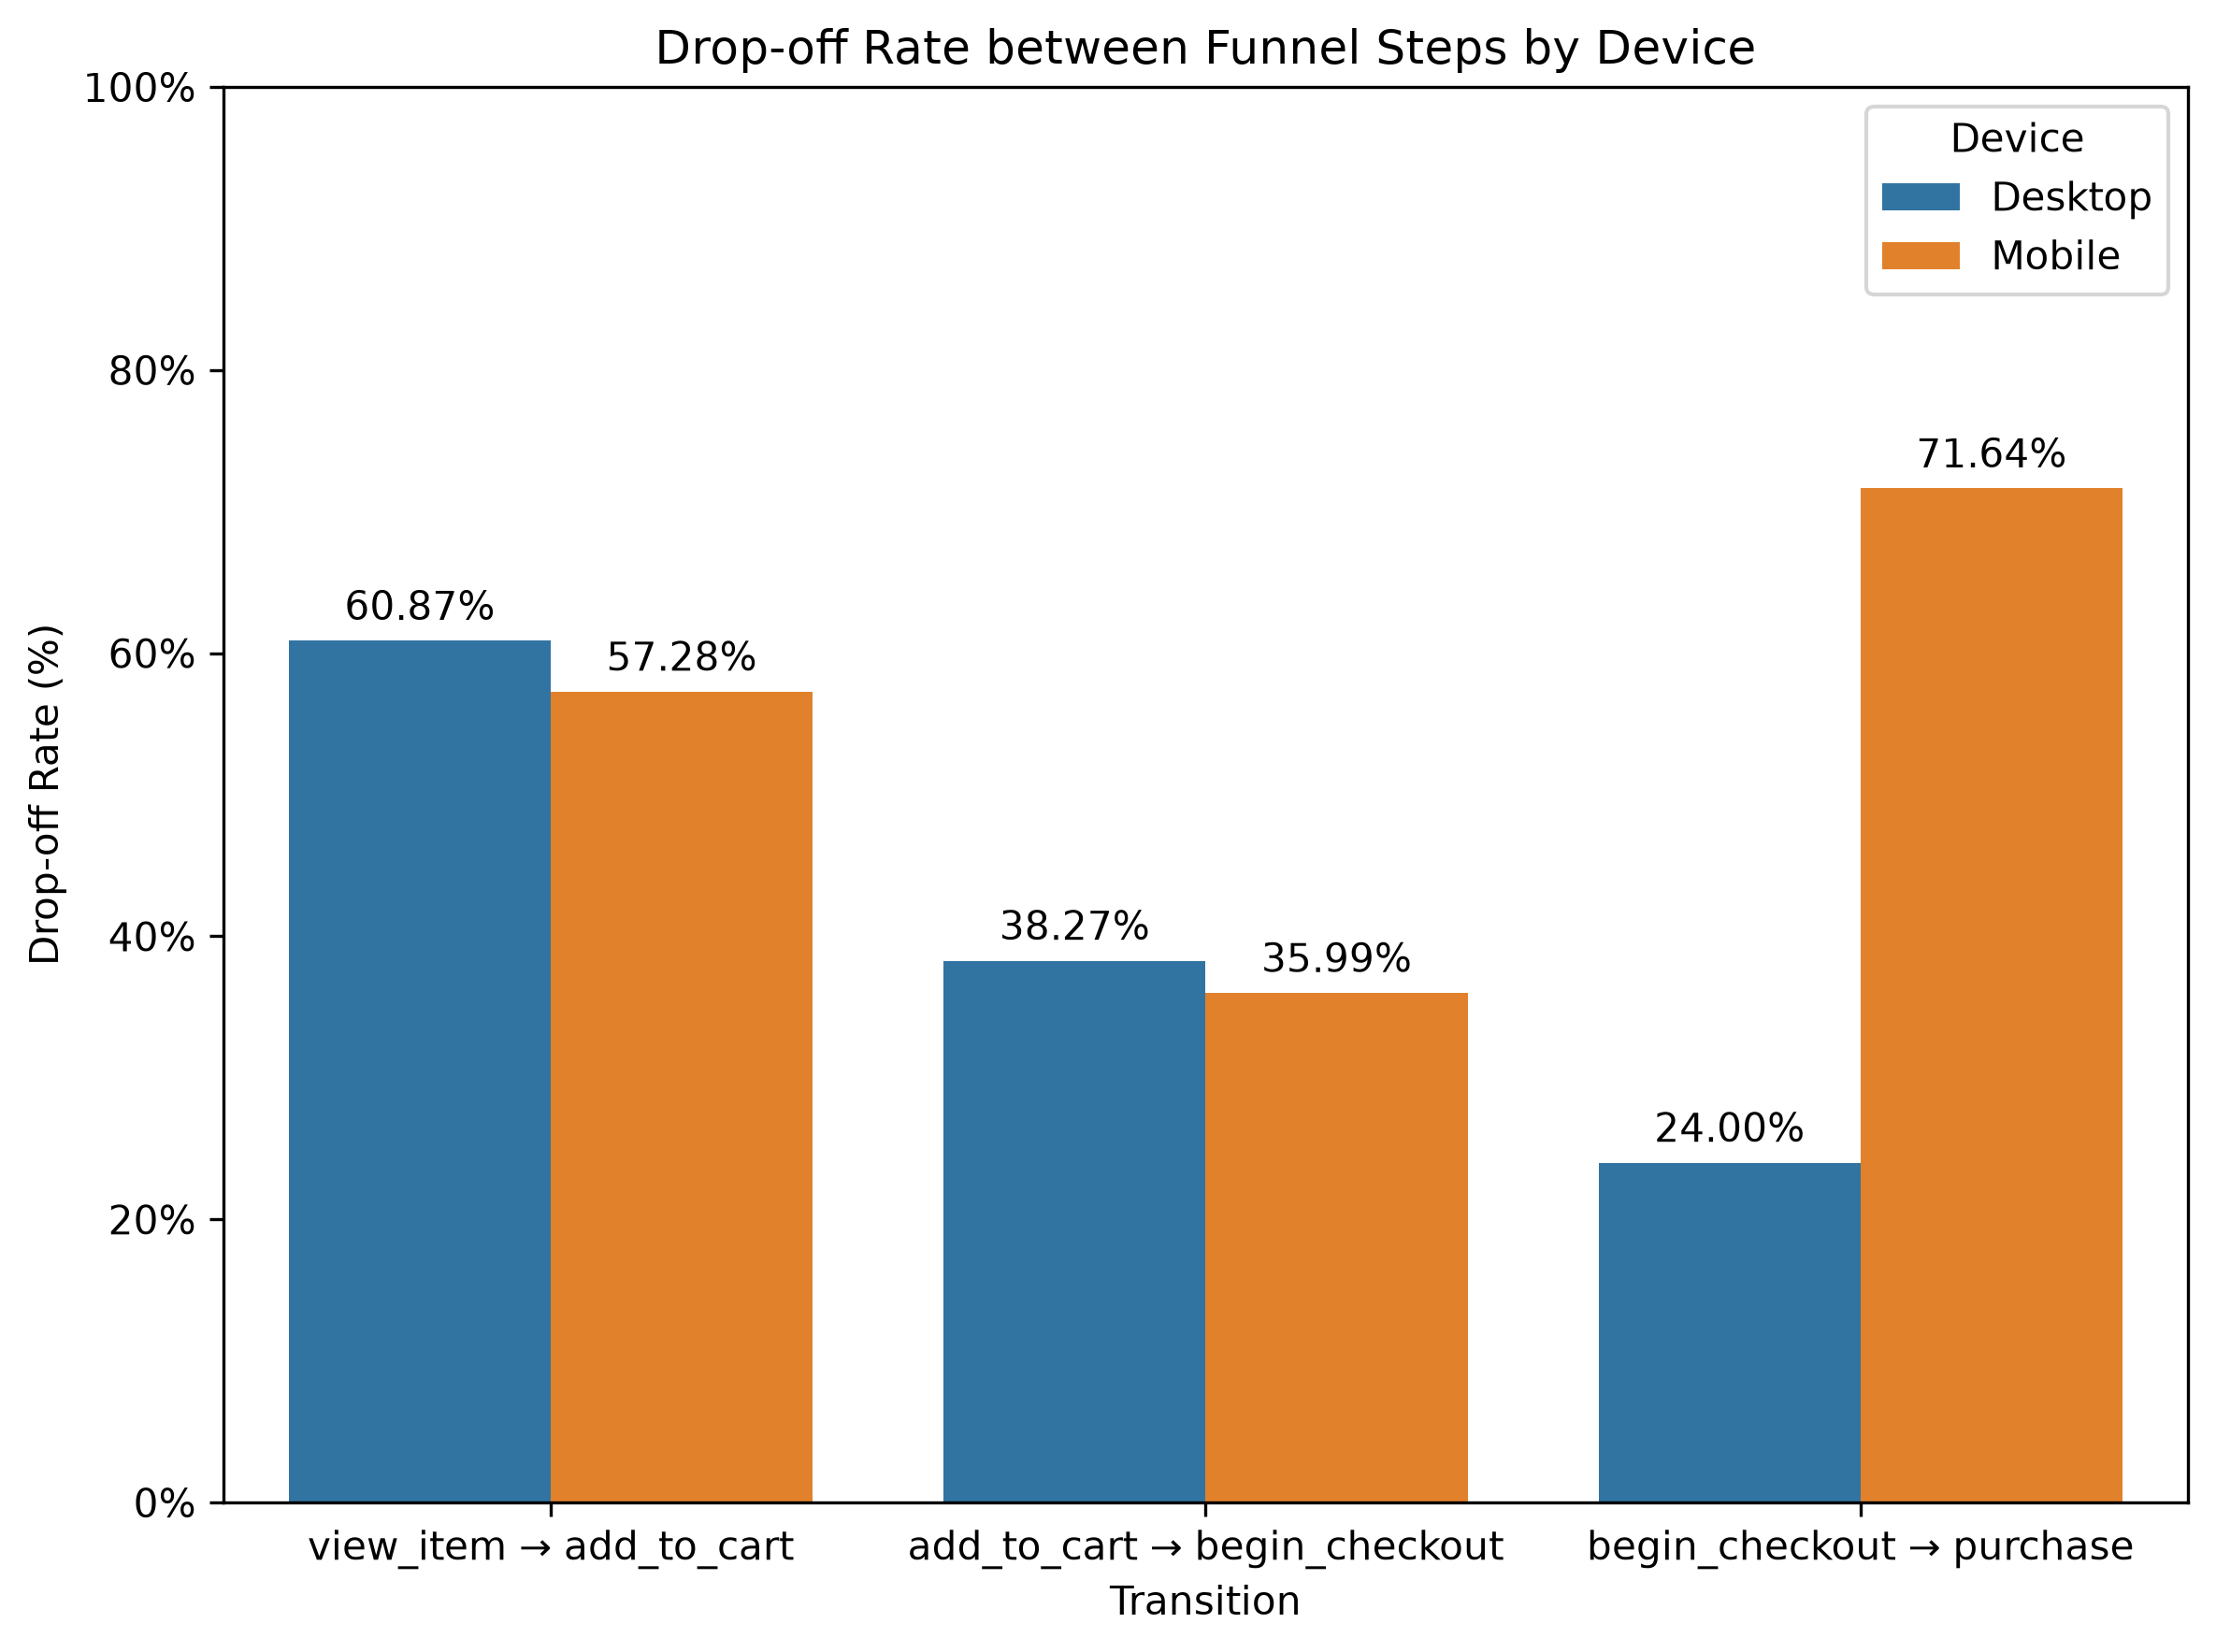 Drop-off Rate between Funnel Steps by Device
100%
80%
60%
40%
20%
0%
Drop-off Rate (%)
Device
Desktop
Mobile
60.87%
57.28%
38.27%
35.99%
24.00%
71.64%
view_item → add_to_cart
add_to_cart → begin_checkout
begin_checkout → purchase
Transition